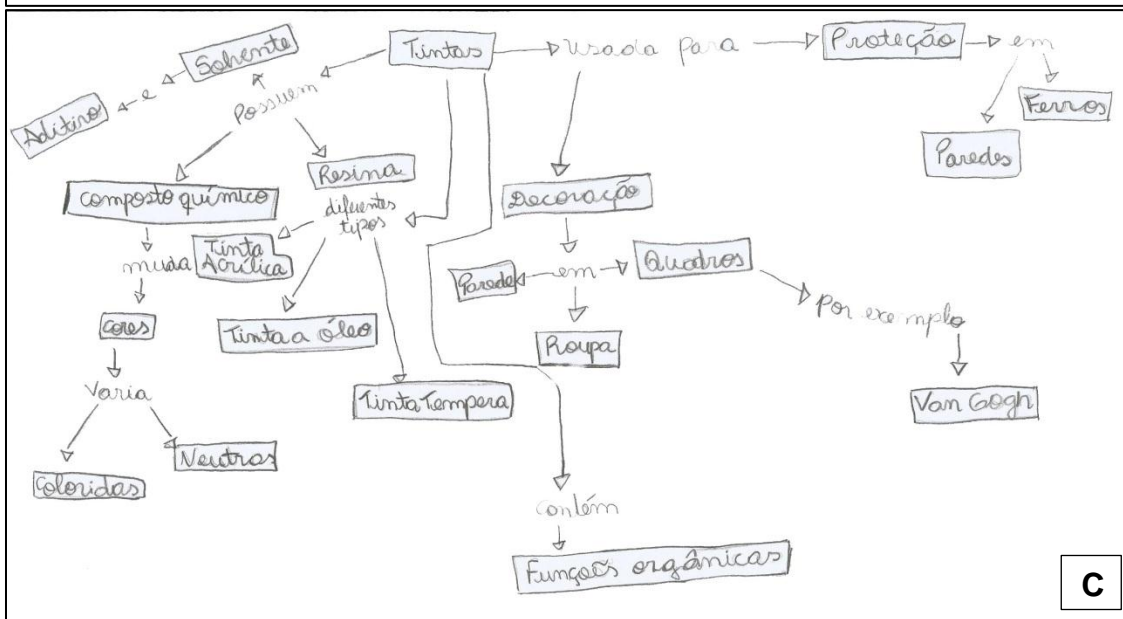 Tintas
Usada para
Proteção
em
Ferros
Paredes
Solvente
e
Aditivo
Possuem
Resina
Composto químico
diferentes
tipos
muda
Tinta
Acrílica
Cores
Tinta a óleo
Varia
Tinta Tempera
Neutras
Coloridas
Decoração
Parede
em
Quadros
Roupa
Por exemplo
Van Gogh
contém
Funçoẽs orgânicas
C